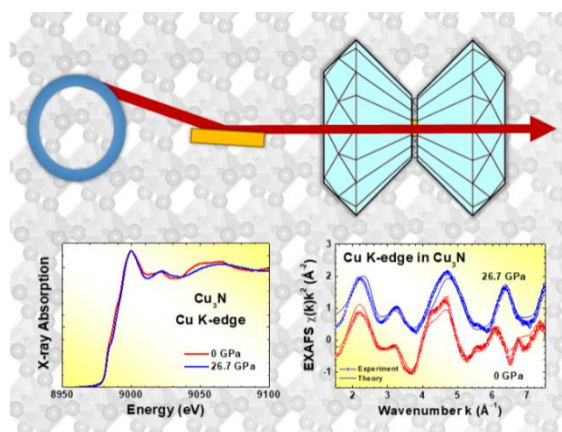 Cu₃N
Cu K-edge
0 GPa
26.7 GPa
X-ray Absorption
8950 9000 9050 9100
Energy (eV)
Cu K-edge in Cu₃N
26.7 GPa
0 GPa
Experiment
Theory
EXAFS χ(k)k² (Å⁻²)
3
2
1
0
-1
2 3 4 5 6 7
Wavenumber k (Å⁻¹)